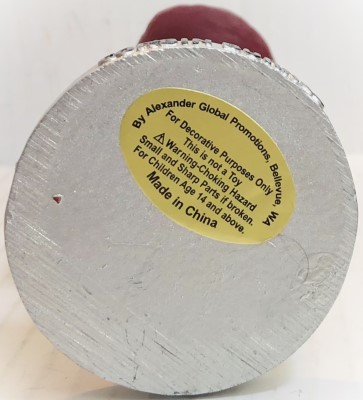 By Alexander Global Promotions, Bellevue, WA
For Decorative Purposes Only
This is not a Toy
⚠Warning-Choking Hazard
Small and Sharp Parts if broken.
For Children Age 14 and above.
Made in China